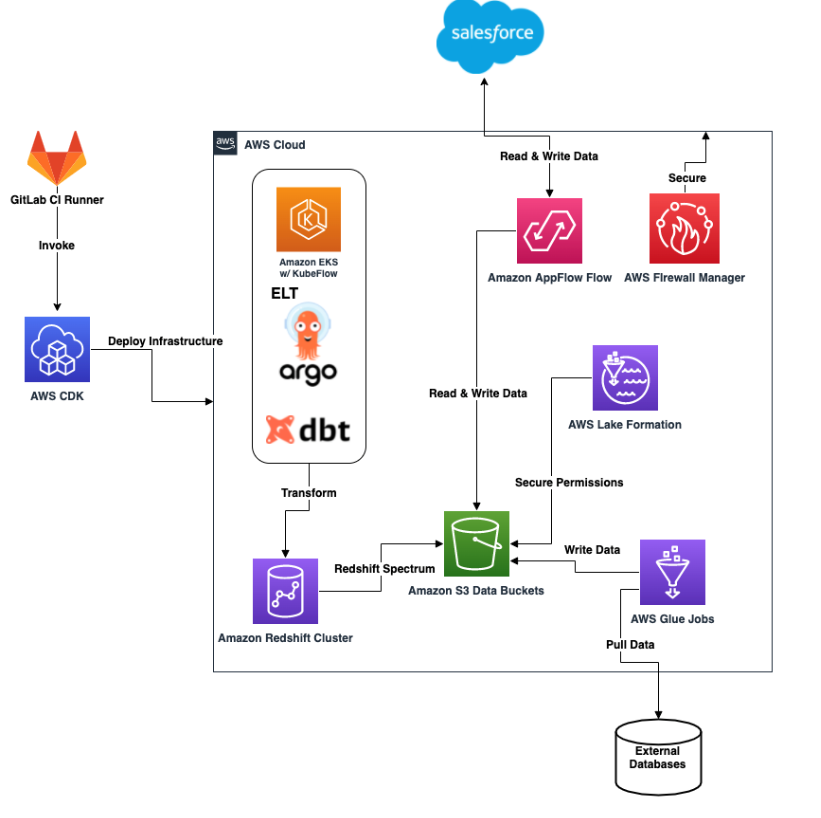 salesforce
aws
AWS Cloud
Read & Write Data
Secure
GitLab CI Runner
Invoke
Amazon EKS
w/ KubeFlow
Amazon AppFlow Flow
AWS FIrewall Manager
ELT
argo
Deploy Infrastructure
AWS CDK
Read & Write Data
AWS Lake Formation
dbt
Transform
Secure Permissions
Write Data
Redshift Spectrum
Amazon S3 Data Buckets
AWS Glue Jobs
Amazon Redshift Cluster
Pull Data
External
Databases